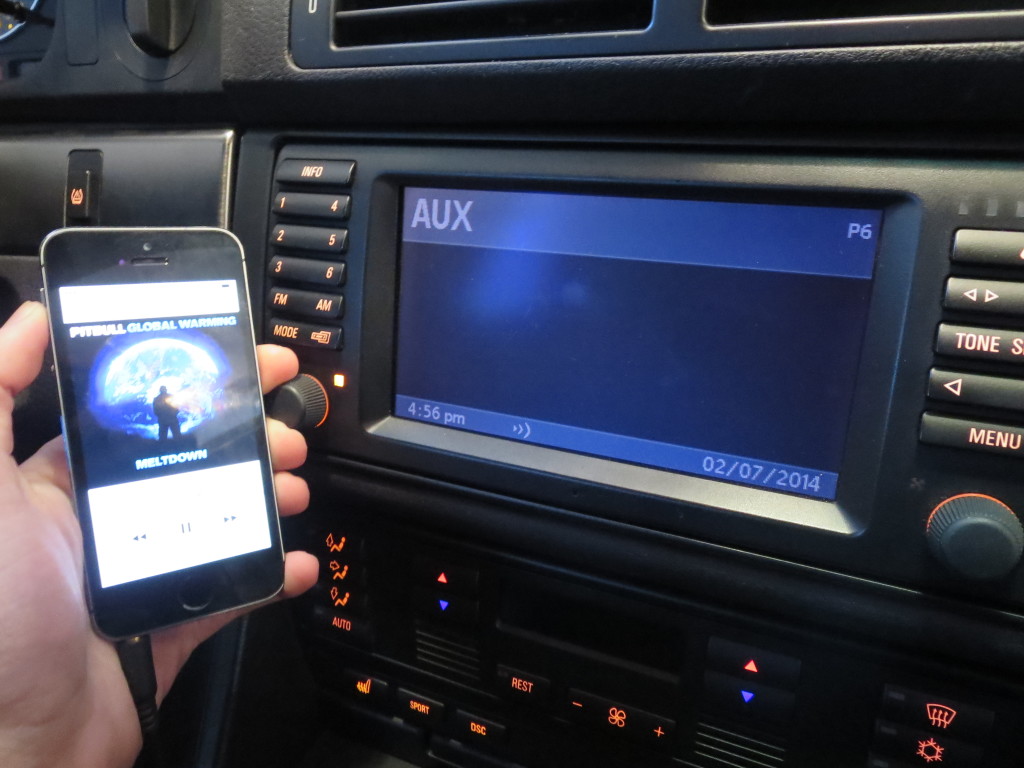 INFO
1 4
2 5
3 6
FM AM
MODE
AUX
P6
4:56 pm
02/07/2014
TONE
MENU
PITBULL GLOBAL WARMING
MELTDOWN
AUTO
REST
SPORT
DSC